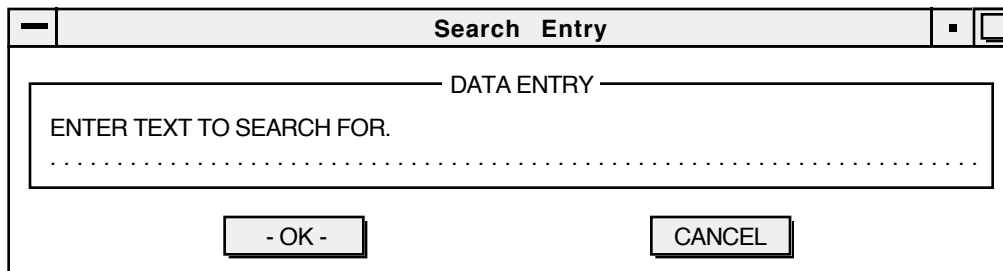 Search Entry
DATA ENTRY
ENTER TEXT TO SEARCH FOR.
. . . . . . . . . . . . . . . . . . . . . . . . . . . . . . . . . . . . . . . . . . . . . . . . . . . . . . . . . . . . . . . . . . . . . .
- OK - CANCEL